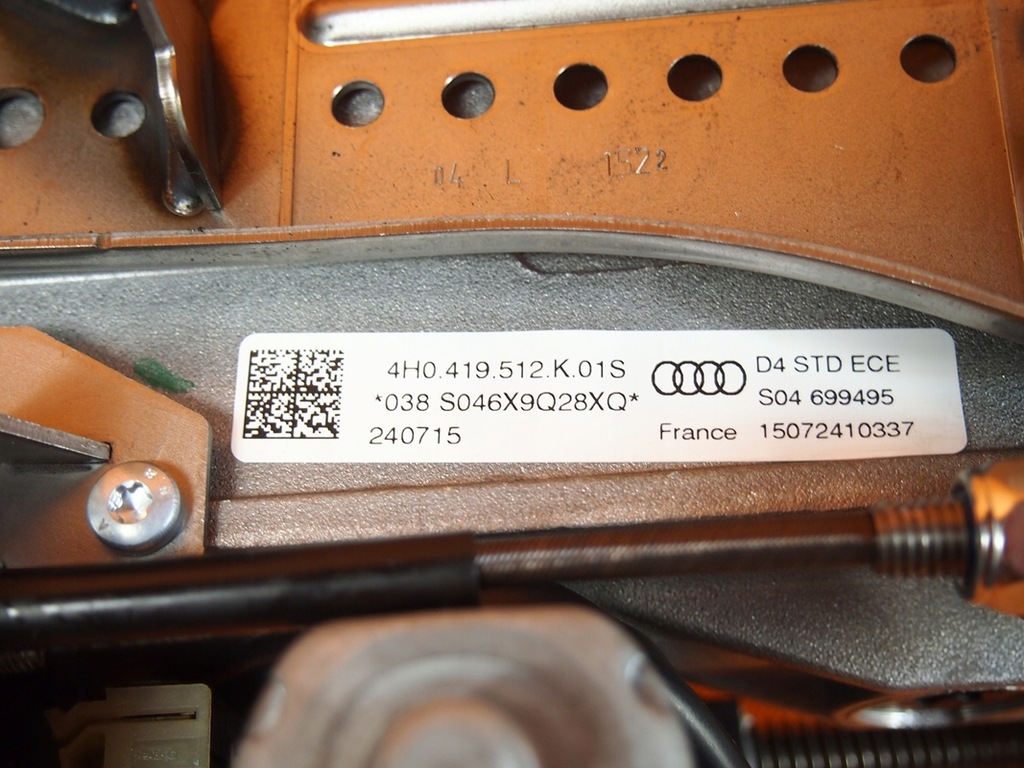 04 L 1522
4H0.419.512.K.01S
*038 S046X9Q28XQ*
240715
D4 STD ECE
S04 699495
France 15072410337